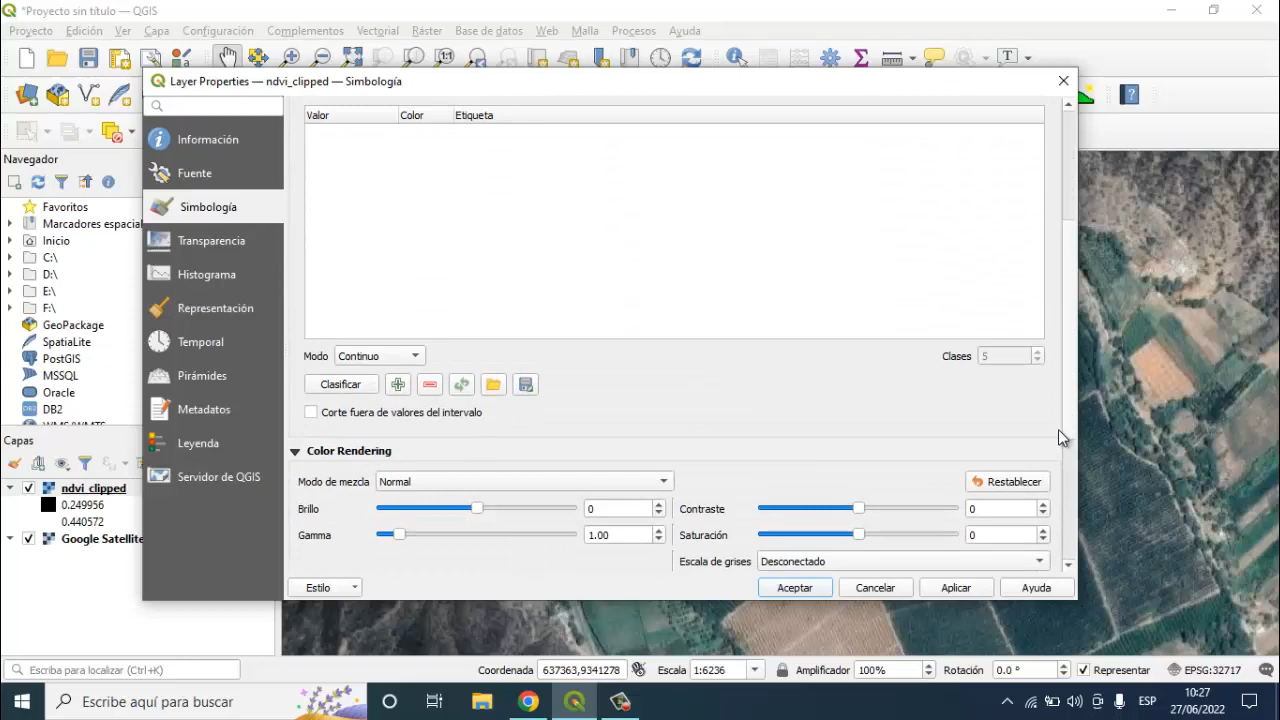 *Proyecto sin título — QGIS
Proyecto Edición Ver Capa Configuración Complementos Vectorial Ráster Base de datos Web Malla Procesos Ayuda
Layer Properties — ndvi_clipped — Simbología
Información
Fuente
Simbología
Transparencia
Histograma
Representación
Temporal
Pirámides
Metadatos
Leyenda
Servidor de QGIS
Valor Color Etiqueta
Modo Continuo Clases 5
Clasificar
Corte fuera de valores del intervalo
Color Rendering
Modo de mezcla Normal Restablecer
Brillo 0 Contraste 0
Gamma 1.00 Saturación 0
Escala de grises Desconectado
Estilo Aceptar Cancelar Aplicar Ayuda
Navegador
Favoritos
Marcadores espacial
Inicio
C:\
D:\
E:\
F:\
GeoPackage
SpatiaLite
PostGIS
MSSQL
Oracle
DB2
WMS/WMTS
Capas
ndvi_clipped
0.249956
0.440572
Google Satellite
Escriba para localizar (Ctrl+K) Coordenada 637363,9341278 Escala 1:6236 Amplificador 100% Rotación 0.0 ° Representar EPSG:32717
Escribe aquí para buscar ESP 10:27
27/06/2022